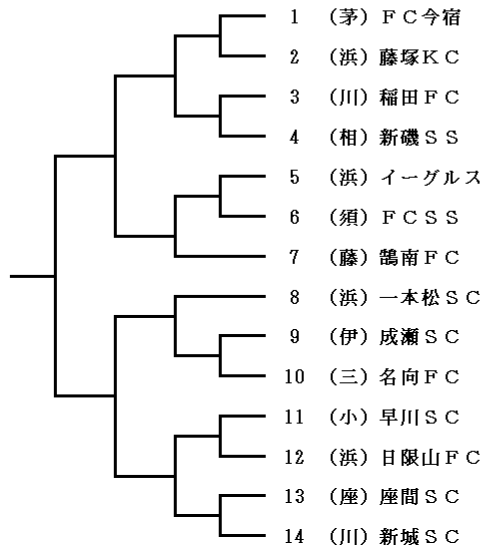 1 （茅）ＦＣ今宿
2 （浜）藤塚ＫＣ
3 （川）稲田ＦＣ
4 （相）新磯ＳＳ
5 （浜）イーグルス
6 （須）ＦＣＳＳ
7 （藤）鵠南ＦＣ
8 （浜）一本松ＳＣ
9 （伊）成瀬ＳＣ
10 （三）名向ＦＣ
11 （小）早川ＳＣ
12 （浜）日限山ＦＣ
13 （座）座間ＳＣ
14 （川）新城ＳＣ